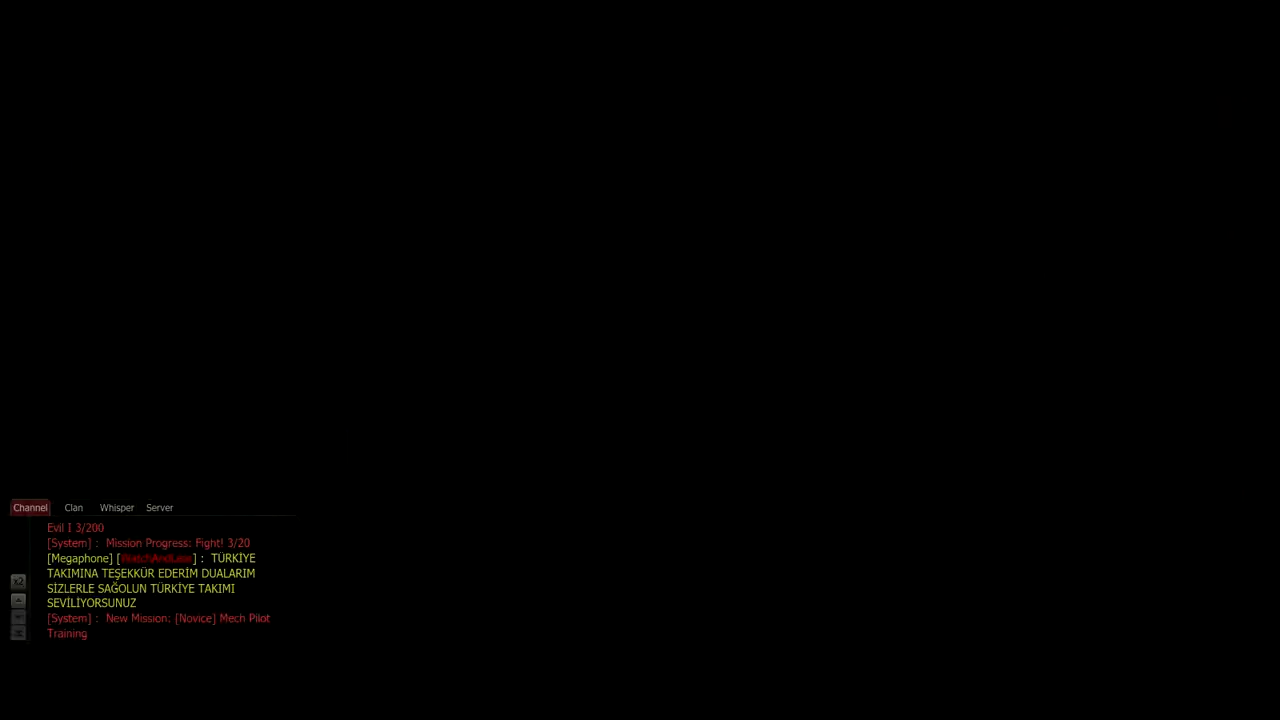 Channel Clan Whisper Server
Evil I 3/200
[System] : Mission Progress: Fight! 3/20
[Megaphone] [] : TÜRKİYE
TAKIMINA TEŞEKKÜR EDERİM DUALARIM
x2 SİZLERLE SAĞOLUN TÜRKİYE TAKIMI
SEVİLİYORSUNUZ
[System] : New Mission: [Novice] Mech Pilot
Training